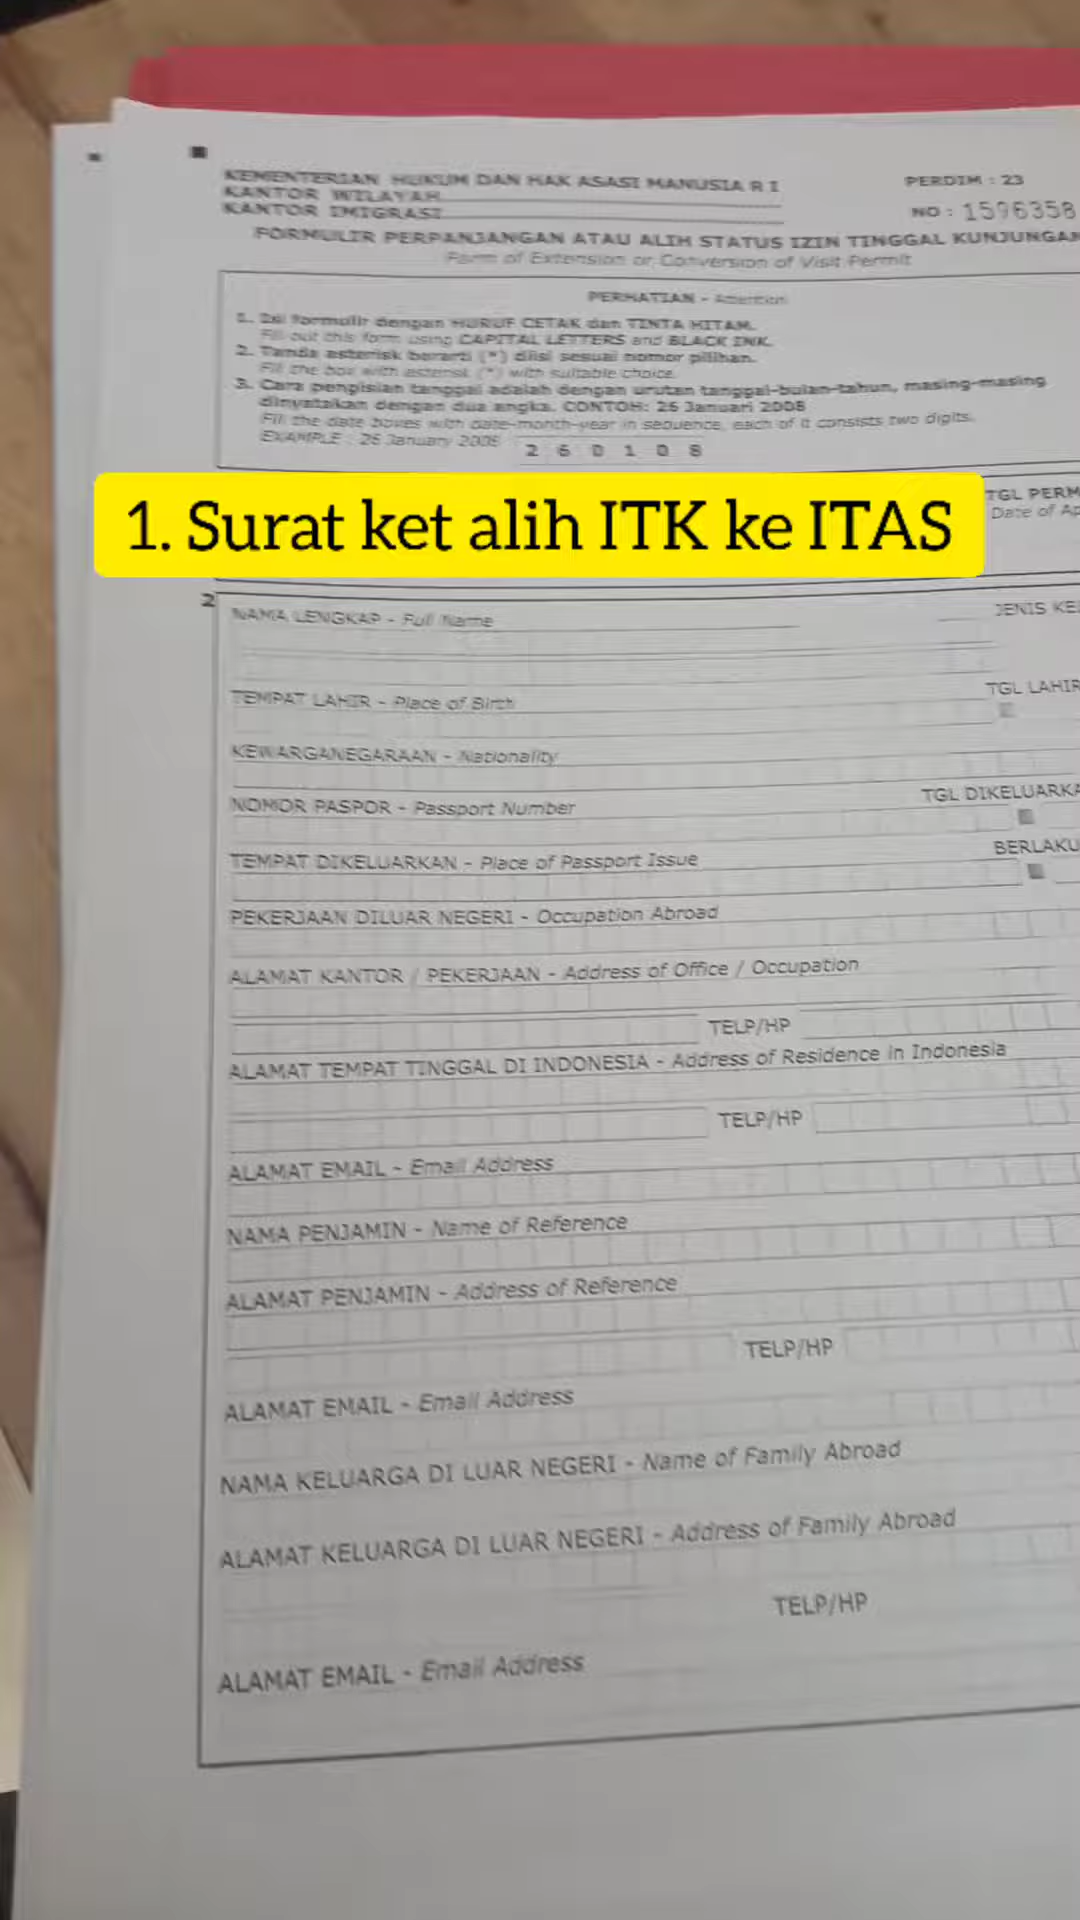 KEMENTERIAN HUKUM DAN HAK ASASI MANUSIA R I
KANTOR WILAYAH
KANTOR IMIGRASI
PERDIM : 23
NO : 1596358
FORMULIR PERPANJANGAN ATAU ALIH STATUS IZIN TINGGAL KUNJUNGAN
Form of Extension or Conversion of Visit Permit
PERHATIAN - Attention
1. Isi formulir dengan HURUF CETAK dan TINTA HITAM.
Fill out this form using CAPITAL LETTERS and BLACK INK.
2. Tanda asterisk berarti (*) diisi sesuai nomor pilihan.
Fill the box with asterisk (*) with suitable choice.
3. Cara pengisian tanggal adalah dengan urutan tanggal-bulan-tahun, masing-masing
dinyatakan dengan dua angka. CONTOH: 26 Januari 2008
Fill the date boxes with date-month-year in sequence, each of it consists two digits.
EXAMPLE : 26 January 2008
2 6 0 1 0 8
1. Surat ket alih ITK ke ITAS
TGL PERM
Date of Ap
2
NAMA LENGKAP - Full Name
JENIS KE
TEMPAT LAHIR - Place of Birth
TGL LAHIR
KEWARGANEGARAAN - Nationality
NOMOR PASPOR - Passport Number
TGL DIKELUARKA
TEMPAT DIKELUARKAN - Place of Passport Issue
BERLAKU
PEKERJAAN DILUAR NEGERI - Occupation Abroad
ALAMAT KANTOR / PEKERJAAN - Address of Office / Occupation
TELP/HP
ALAMAT TEMPAT TINGGAL DI INDONESIA - Address of Residence in Indonesia
TELP/HP
ALAMAT EMAIL - Email Address
NAMA PENJAMIN - Name of Reference
ALAMAT PENJAMIN - Address of Reference
TELP/HP
ALAMAT EMAIL - Email Address
NAMA KELUARGA DI LUAR NEGERI - Name of Family Abroad
ALAMAT KELUARGA DI LUAR NEGERI - Address of Family Abroad
TELP/HP
ALAMAT EMAIL - Email Address